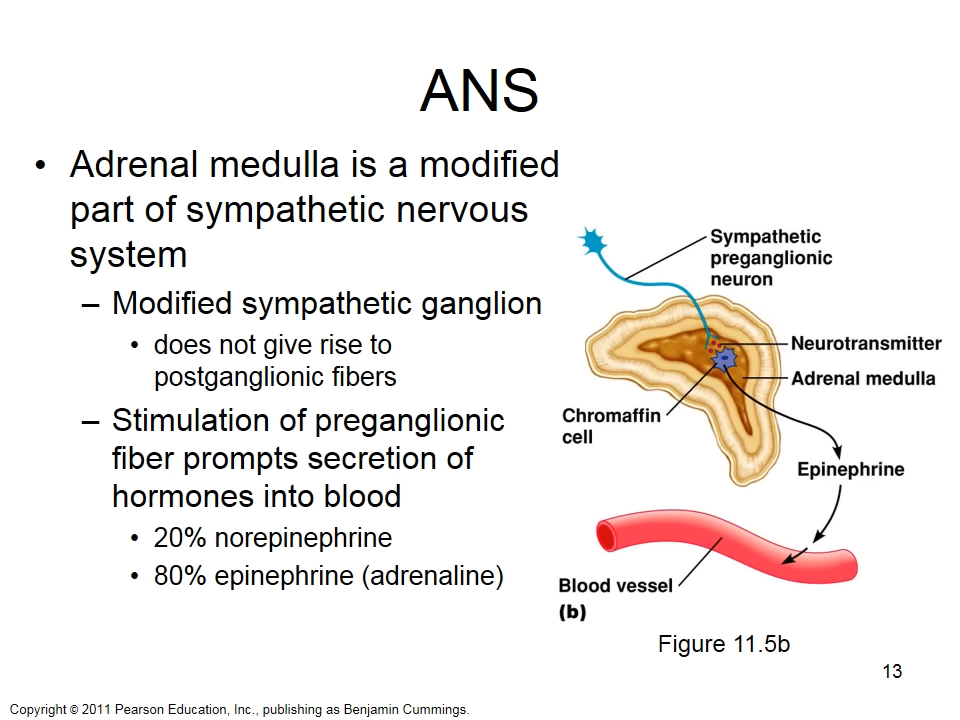 ANS
• Adrenal medulla is a modified
part of sympathetic nervous
system
– Modified sympathetic ganglion
• does not give rise to
postganglionic fibers
– Stimulation of preganglionic
fiber prompts secretion of
hormones into blood
• 20% norepinephrine
• 80% epinephrine (adrenaline)
Sympathetic
preganglionic
neuron
Neurotransmitter
Adrenal medulla
Chromaffin
cell
Epinephrine
Blood vessel
(b)
Figure 11.5b
13
Copyright © 2011 Pearson Education, Inc., publishing as Benjamin Cummings.